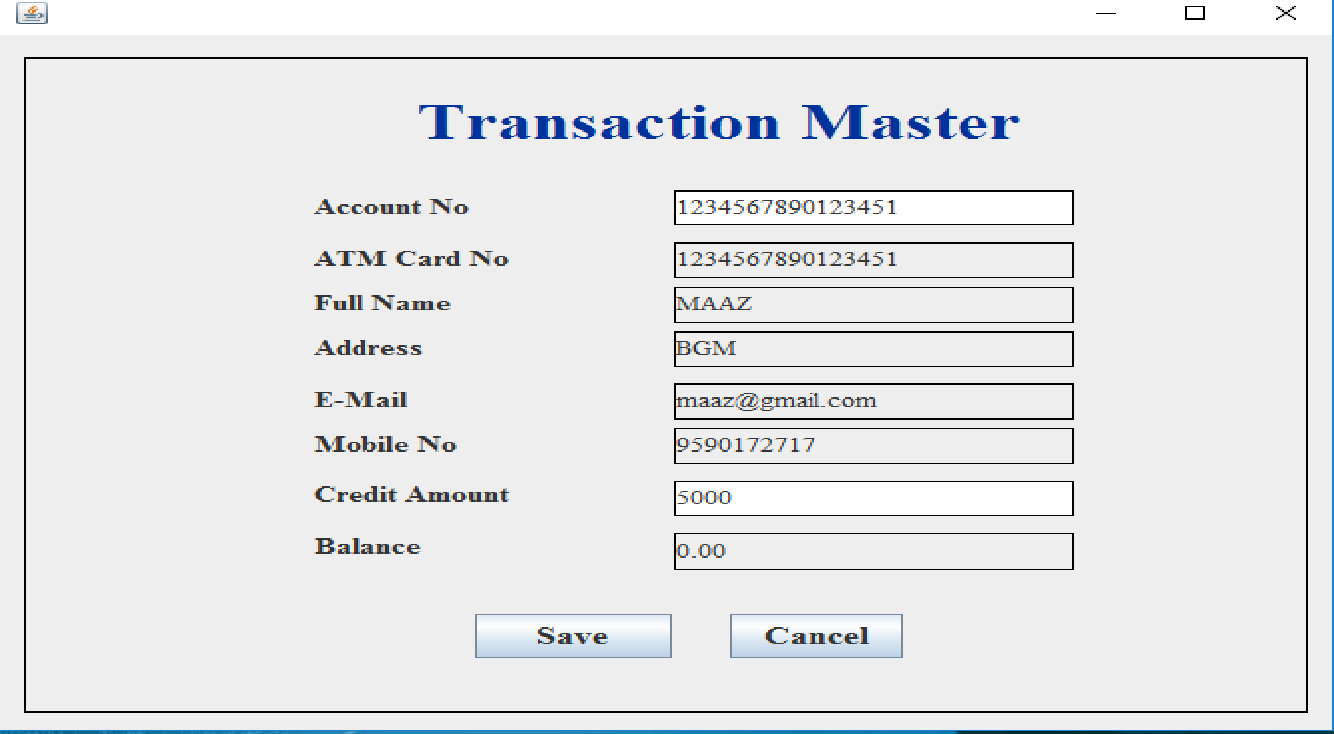 Transaction Master
Account No 1234567890123451
ATM Card No 1234567890123451
Full Name MAAZ
Address BGM
E-Mail maaz@gmail.com
Mobile No 9590172717
Credit Amount 5000
Balance 0.00
Save Cancel